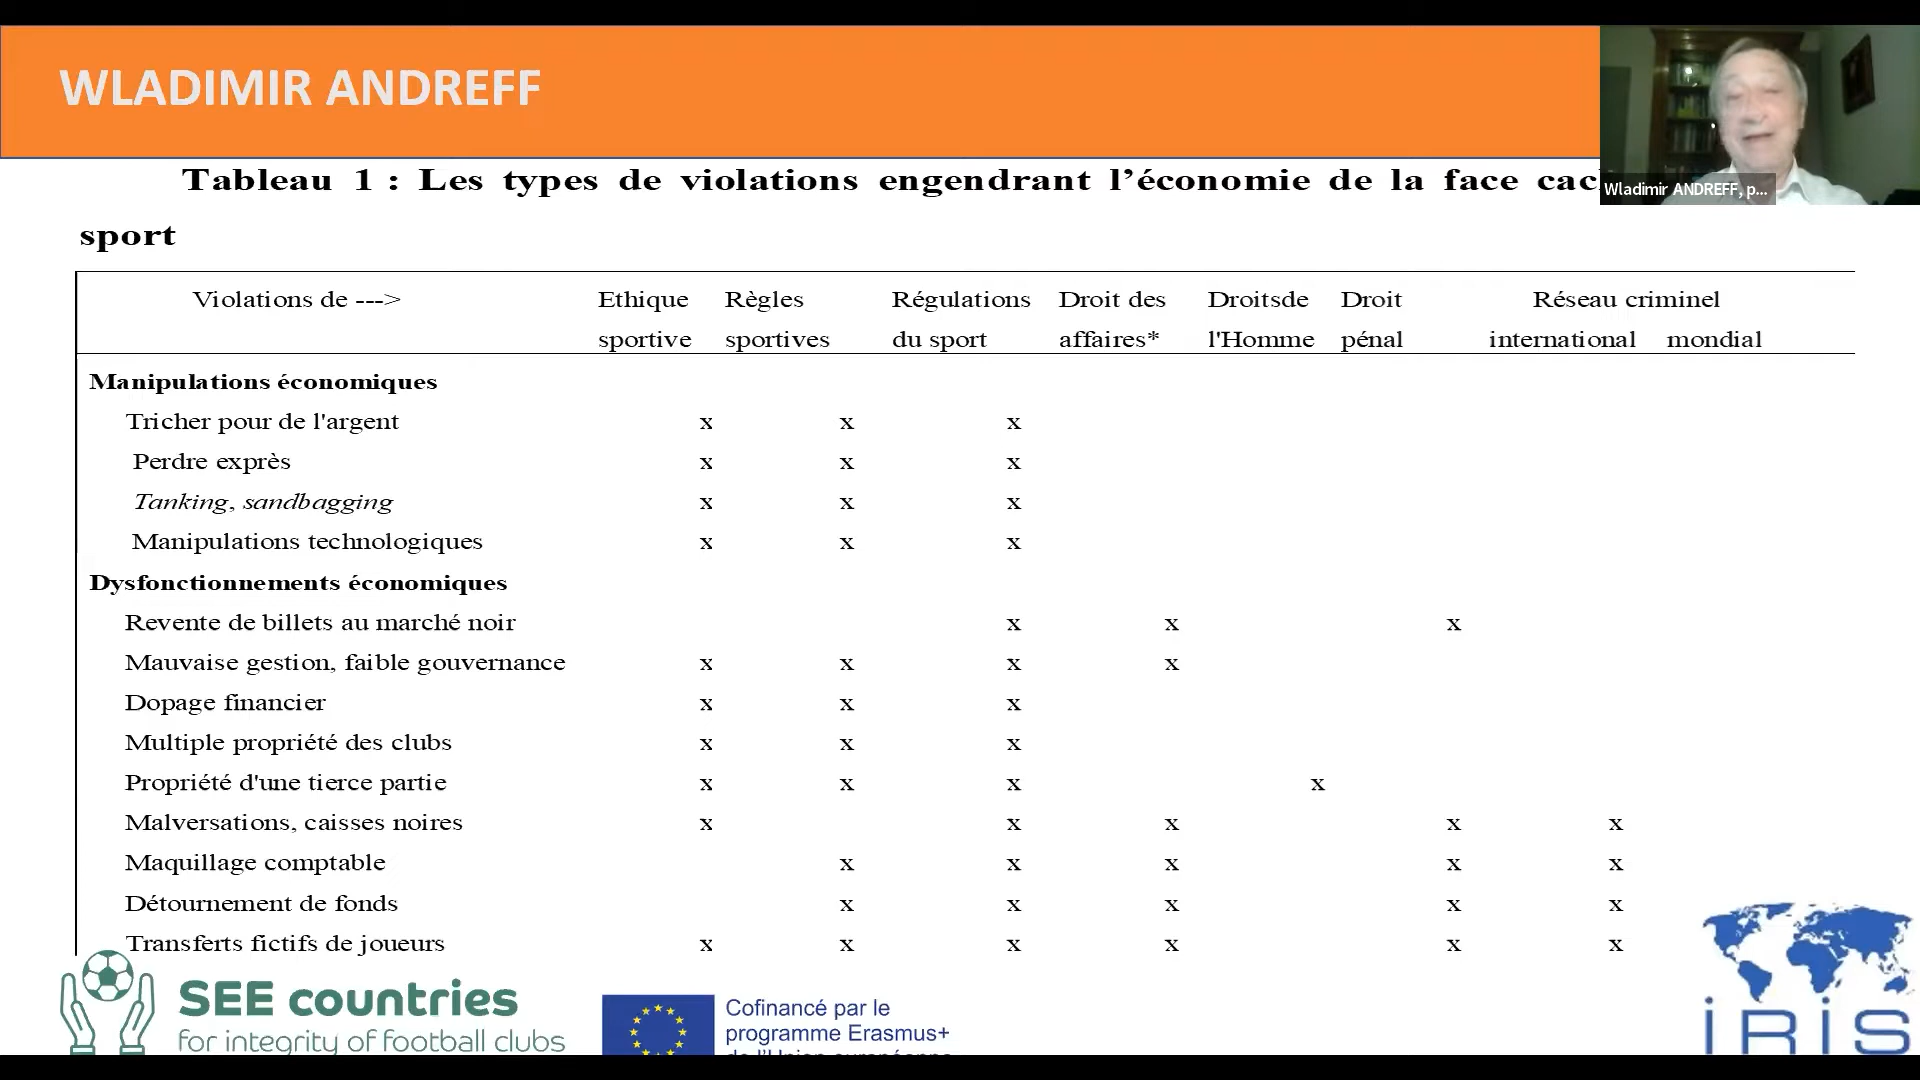 WLADIMIR ANDREFF
Wladimir ANDREFF, p...
Tableau 1 : Les types de violations engendrant l’économie de la face cac
sport
Violations de ---> Ethique Règles Régulations Droit des Droitsde Droit Réseau criminel
sportive sportives du sport affaires* l'Homme pénal international mondial
Manipulations économiques
Tricher pour de l'argent x x x
Perdre exprès x x x
Tanking, sandbagging x x x
Manipulations technologiques x x x
Dysfonctionnements économiques
Revente de billets au marché noir x x x
Mauvaise gestion, faible gouvernance x x x x
Dopage financier x x x
Multiple propriété des clubs x x x
Propriété d'une tierce partie x x x x
Malversations, caisses noires x x x x x
Maquillage comptable x x x x x
Détournement de fonds x x x x x
Transferts fictifs de joueurs x x x x x x
SEE countries
for integrity of football clubs
Cofinancé par le
programme Erasmus+
de l'Union européenne
IRIS